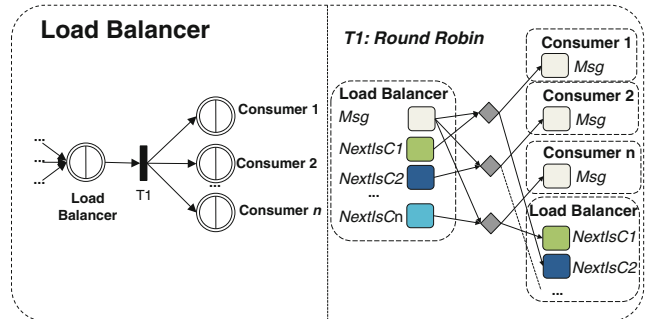 Load Balancer
...
...
...
Load
Balancer
T1
Consumer 1
Consumer 2
...
Consumer n
T1: Round Robin
Load Balancer
Msg
NextIsC1
NextIsC2
...
NextIsCn
Consumer 1
Msg
Consumer 2
Msg
Consumer n
Msg
Load Balancer
NextIsC1
NextIsC2
...